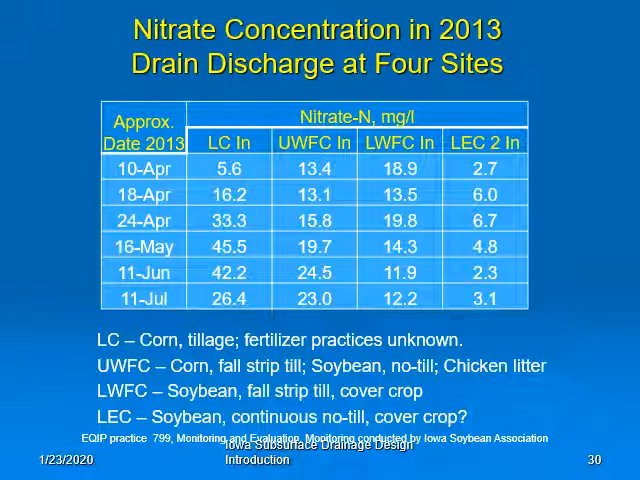 Nitrate Concentration in 2013
Drain Discharge at Four Sites
Approx. Date 2013 Nitrate-N, mg/l
LC In UWFC In LWFC In LEC 2 In
10-Apr 5.6 13.4 18.9 2.7
18-Apr 16.2 13.1 13.5 6.0
24-Apr 33.3 15.8 19.8 6.7
16-May 45.5 19.7 14.3 4.8
11-Jun 42.2 24.5 11.9 2.3
11-Jul 26.4 23.0 12.2 3.1
LC – Corn, tillage; fertilizer practices unknown.
UWFC – Corn, fall strip till; Soybean, no-till; Chicken litter
LWFC – Soybean, fall strip till, cover crop
LEC – Soybean, continuous no-till, cover crop?
EQIP practice 799, Monitoring and Evaluation, Monitoring conducted by Iowa Soybean Association
Iowa Subsurface Drainage Design
1/23/2020 Introduction 30